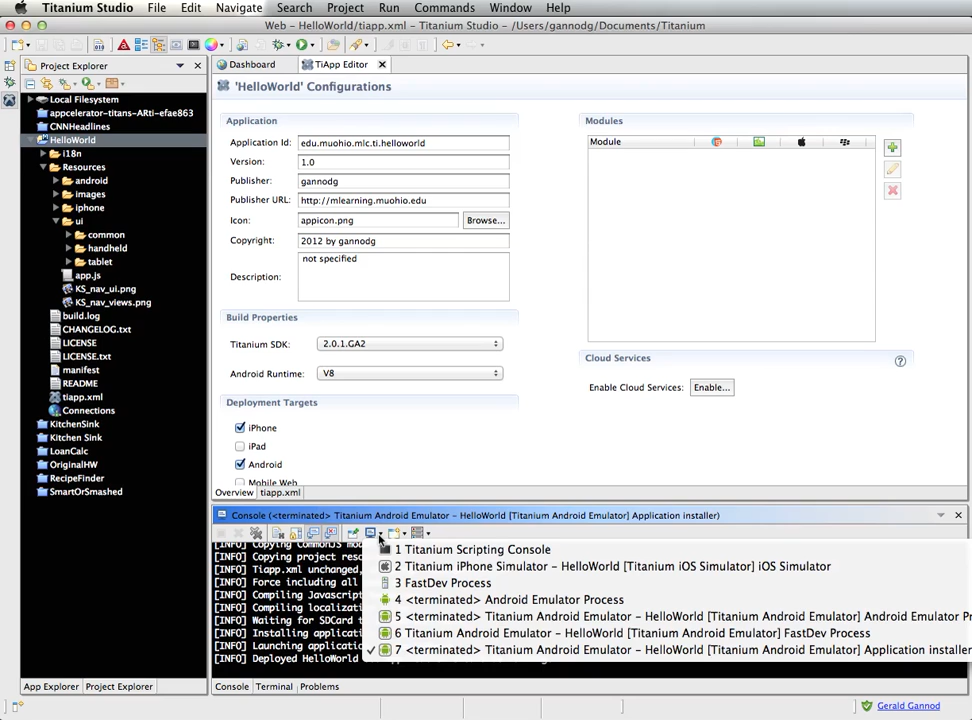 Titanium Studio File Edit Navigate Search Project Run Commands Window Help
Web – HelloWorld/tiapp.xml – Titanium Studio – /Users/gannodg/Documents/Titanium
Project Explorer
Local Filesystem
appcelerator-titans-ARti-efae863
CNNHeadlines
HelloWorld
i18n
Resources
android
images
iphone
ui
common
handheld
tablet
app.js
KS_nav_ui.png
KS_nav_views.png
build.log
CHANGELOG.txt
LICENSE
LICENSE.txt
manifest
README
tiapp.xml
Connections
KitchenSink
Kitchen Sink
LoanCalc
OriginalHW
RecipeFinder
SmartOrSmashed
App Explorer Project Explorer
Dashboard TiApp Editor
'HelloWorld' Configurations
Application
Application Id: edu.muohio.mlc.ti.helloworld
Version: 1.0
Publisher: gannodg
Publisher URL: http://mlearning.muohio.edu
Icon: appicon.png Browse...
Copyright: 2012 by gannodg
Description: not specified
Build Properties
Titanium SDK: 2.0.1.GA2
Android Runtime: V8
Deployment Targets
iPhone
iPad
Android
Mobile Web
Modules
Module
Cloud Services
Enable Cloud Services: Enable...
Overview tiapp.xml
Console (<terminated> Titanium Android Emulator – HelloWorld [Titanium Android Emulator] Application installer)
[INFO] Copying CommonJS mo
[INFO] Copying project reso
[INFO] Tiapp.xml unchanged,
[INFO] Force including all
[INFO] Compiling Javascript
[INFO] Compiling localizatio
[INFO] Waiting for SDCard t
[INFO] Installing applicati
[INFO] Launching applicatio
[INFO] Deployed HelloWorld
1 Titanium Scripting Console
2 Titanium iPhone Simulator – HelloWorld [Titanium iOS Simulator] iOS Simulator
3 FastDev Process
4 <terminated> Android Emulator Process
5 <terminated> Titanium Android Emulator – HelloWorld [Titanium Android Emulator] Android Emulator Pr
6 Titanium Android Emulator – HelloWorld [Titanium Android Emulator] FastDev Process
7 <terminated> Titanium Android Emulator – HelloWorld [Titanium Android Emulator] Application installer
Console Terminal Problems
Gerald Gannod